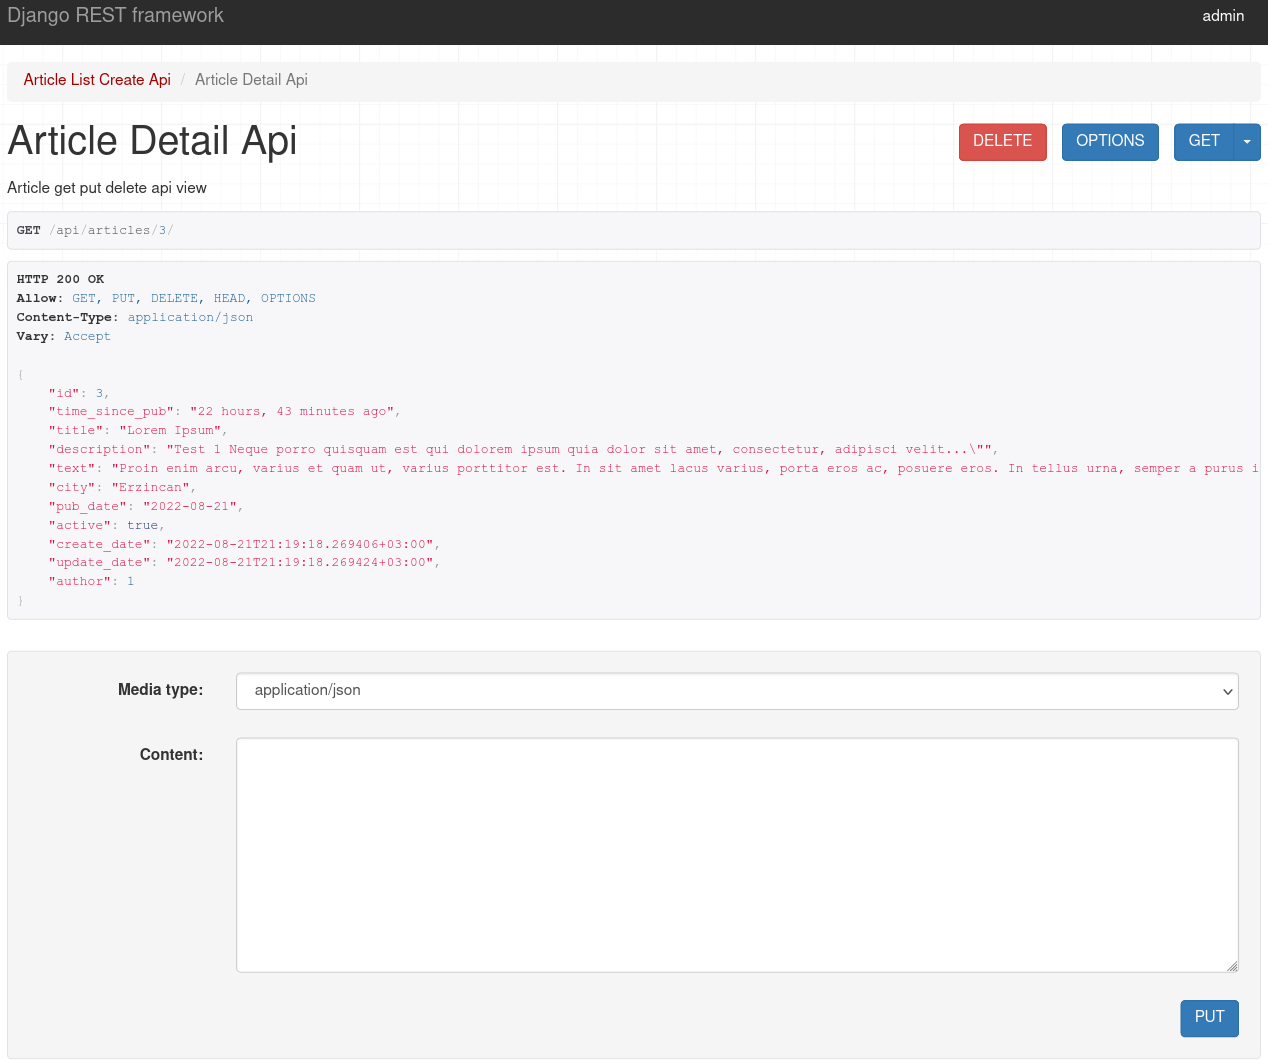 Django REST framework
admin
Article List Create Api / Article Detail Api
Article Detail Api
DELETE
OPTIONS
GET
Article get put delete api view
GET /api/articles/3/
HTTP 200 OK
Allow: GET, PUT, DELETE, HEAD, OPTIONS
Content-Type: application/json
Vary: Accept
{
    "id": 3,
    "time_since_pub": "22 hours, 43 minutes ago",
    "title": "Lorem Ipsum",
    "description": "Test 1 Neque porro quisquam est qui dolorem ipsum quia dolor sit amet, consectetur, adipisci velit...\"",
    "text": "Proin enim arcu, varius et quam ut, varius porttitor est. In sit amet lacus varius, porta eros ac, posuere eros. In tellus urna, semper a purus i
    "city": "Erzincan",
    "pub_date": "2022-08-21",
    "active": true,
    "create_date": "2022-08-21T21:19:18.269406+03:00",
    "update_date": "2022-08-21T21:19:18.269424+03:00",
    "author": 1
}
Media type:
application/json
Content:
PUT